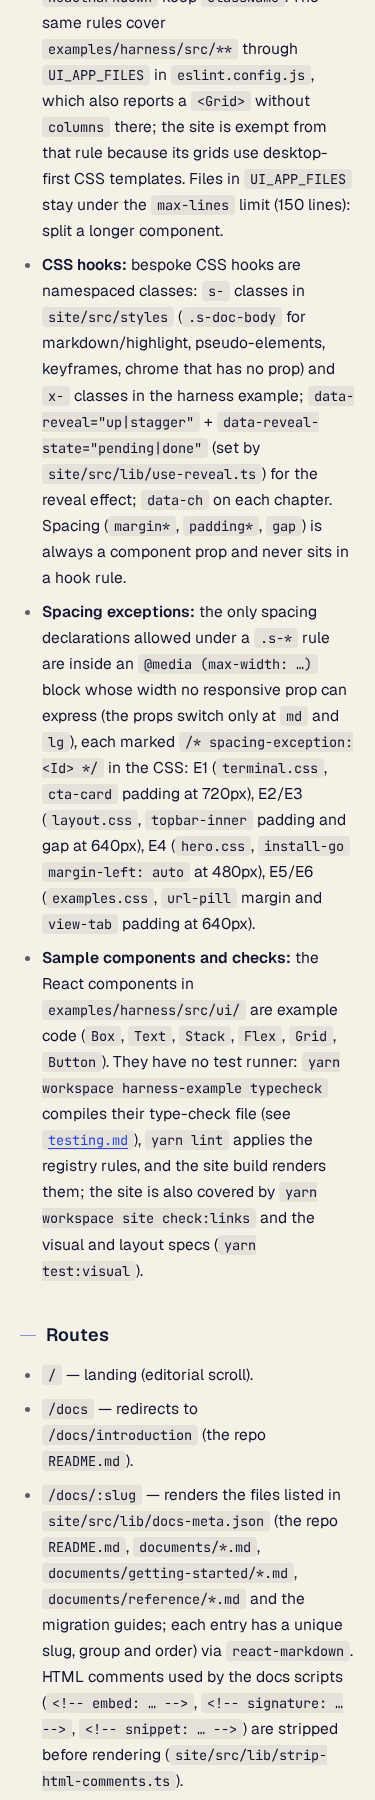 same rules cover
examples/harness/src/** through
UI_APP_FILES in eslint.config.js,
which also reports a <Grid> without
columns there; the site is exempt from
that rule because its grids use desktop-
first CSS templates. Files in UI_APP_FILES
stay under the max-lines limit (150 lines):
split a longer component.
CSS hooks: bespoke CSS hooks are
namespaced classes: s- classes in
site/src/styles (.s-doc-body for
markdown/highlight, pseudo-elements,
keyframes, chrome that has no prop) and
x- classes in the harness example; data-
reveal="up|stagger" + data-reveal-
state="pending|done" (set by
site/src/lib/use-reveal.ts) for the
reveal effect; data-ch on each chapter.
Spacing (margin*, padding*, gap) is
always a component prop and never sits in
a hook rule.
Spacing exceptions: the only spacing
declarations allowed under a .s-* rule
are inside an @media (max-width: …)
block whose width no responsive prop can
express (the props switch only at md and
lg), each marked /* spacing-exception:
<Id> */ in the CSS: E1 (terminal.css,
cta-card padding at 720px), E2/E3
(layout.css, topbar-inner padding and
gap at 640px), E4 (hero.css, install-go
margin-left: auto at 480px), E5/E6
(examples.css, url-pill margin and
view-tab padding at 640px).
Sample components and checks: the
React components in
examples/harness/src/ui/ are example
code (Box, Text, Stack, Flex, Grid,
Button). They have no test runner: yarn
workspace harness-example typecheck
compiles their type-check file (see
testing.md), yarn lint applies the
registry rules, and the site build renders
them; the site is also covered by yarn
workspace site check:links and the
visual and layout specs (yarn
test:visual).
Routes
/ — landing (editorial scroll).
/docs — redirects to
/docs/introduction (the repo
README.md).
/docs/:slug — renders the files listed in
site/src/lib/docs-meta.json (the repo
README.md, documents/*.md,
documents/getting-started/*.md,
documents/reference/*.md and the
migration guides; each entry has a unique
slug, group and order) via react-markdown.
HTML comments used by the docs scripts
(<!-- embed: … -->, <!-- signature: …
-->, <!-- snippet: … -->) are stripped
before rendering (site/src/lib/strip-
html-comments.ts).